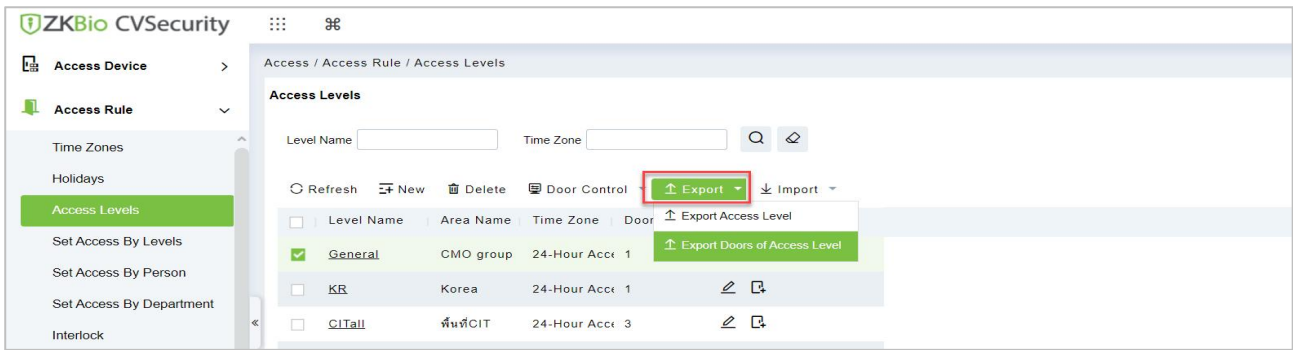 ZKBio CVSecurity
Access Device
Access / Access Rule / Access Levels
Access Rule
Access Levels
Level Name
Time Zone
Time Zones
Holidays
Refresh New Delete Door Control Export Import
Access Levels
Level Name Area Name Time Zone Door
Export Access Level
Set Access By Levels
General CMO group 24-Hour Acce 1
Export Doors of Access Level
Set Access By Person
KR Korea 24-Hour Acce 1
Set Access By Department
CITall พื้นที่CIT 24-Hour Acce 3
Interlock